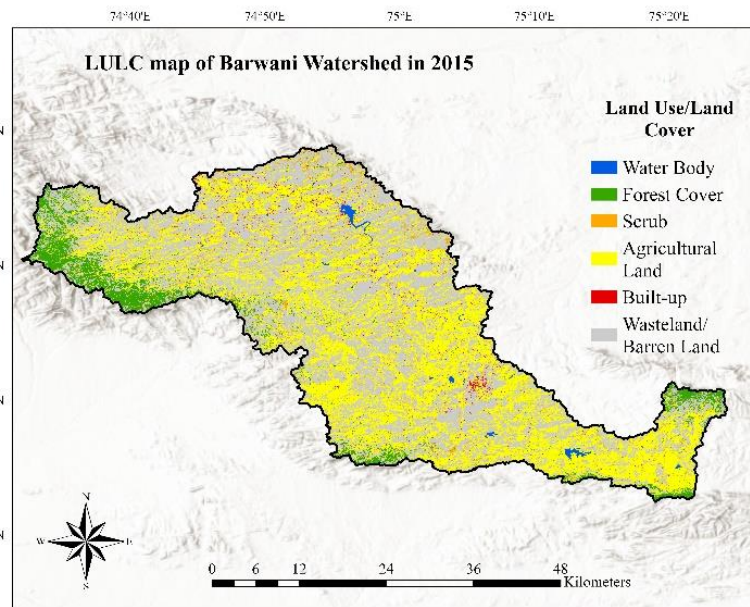 74°40'E 74°50'E 75°E 75°10'E 75°20'E
LULC map of Barwani Watershed in 2015
Land Use/Land
Cover
Water Body
Forest Cover
Scrub
Agricultural
Land
Built-up
Wasteland/
Barren Land
N
N
N
N
N
W E
S
0 6 12 24 36 48
Kilometers